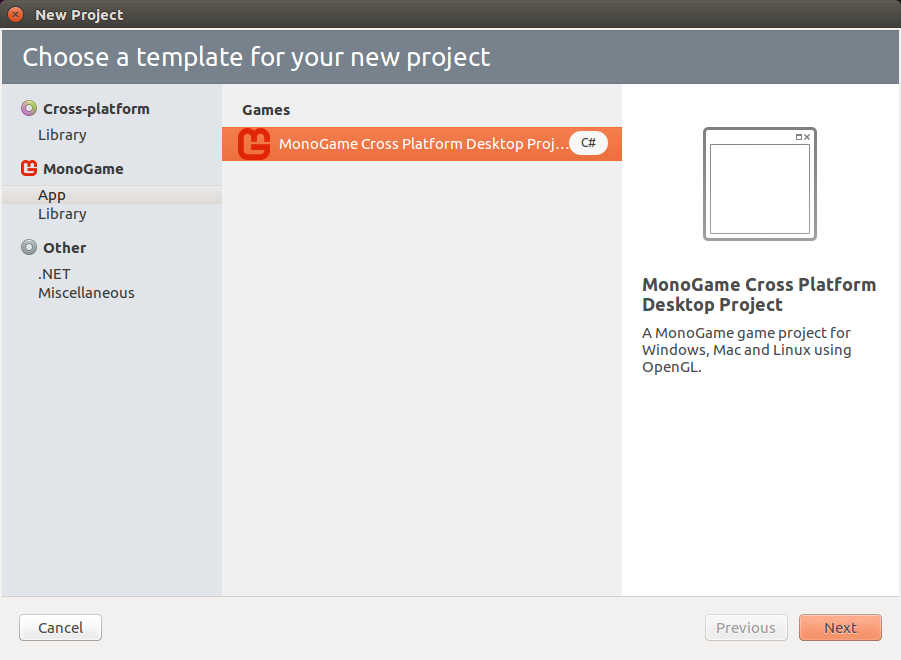 New Project
Choose a template for your new project
Cross-platform
Library
MonoGame
App
Library
Other
.NET
Miscellaneous
Games
MonoGame Cross Platform Desktop Proj... C#
MonoGame Cross Platform
Desktop Project
A MonoGame game project for
Windows, Mac and Linux using
OpenGL.
Cancel
Previous
Next